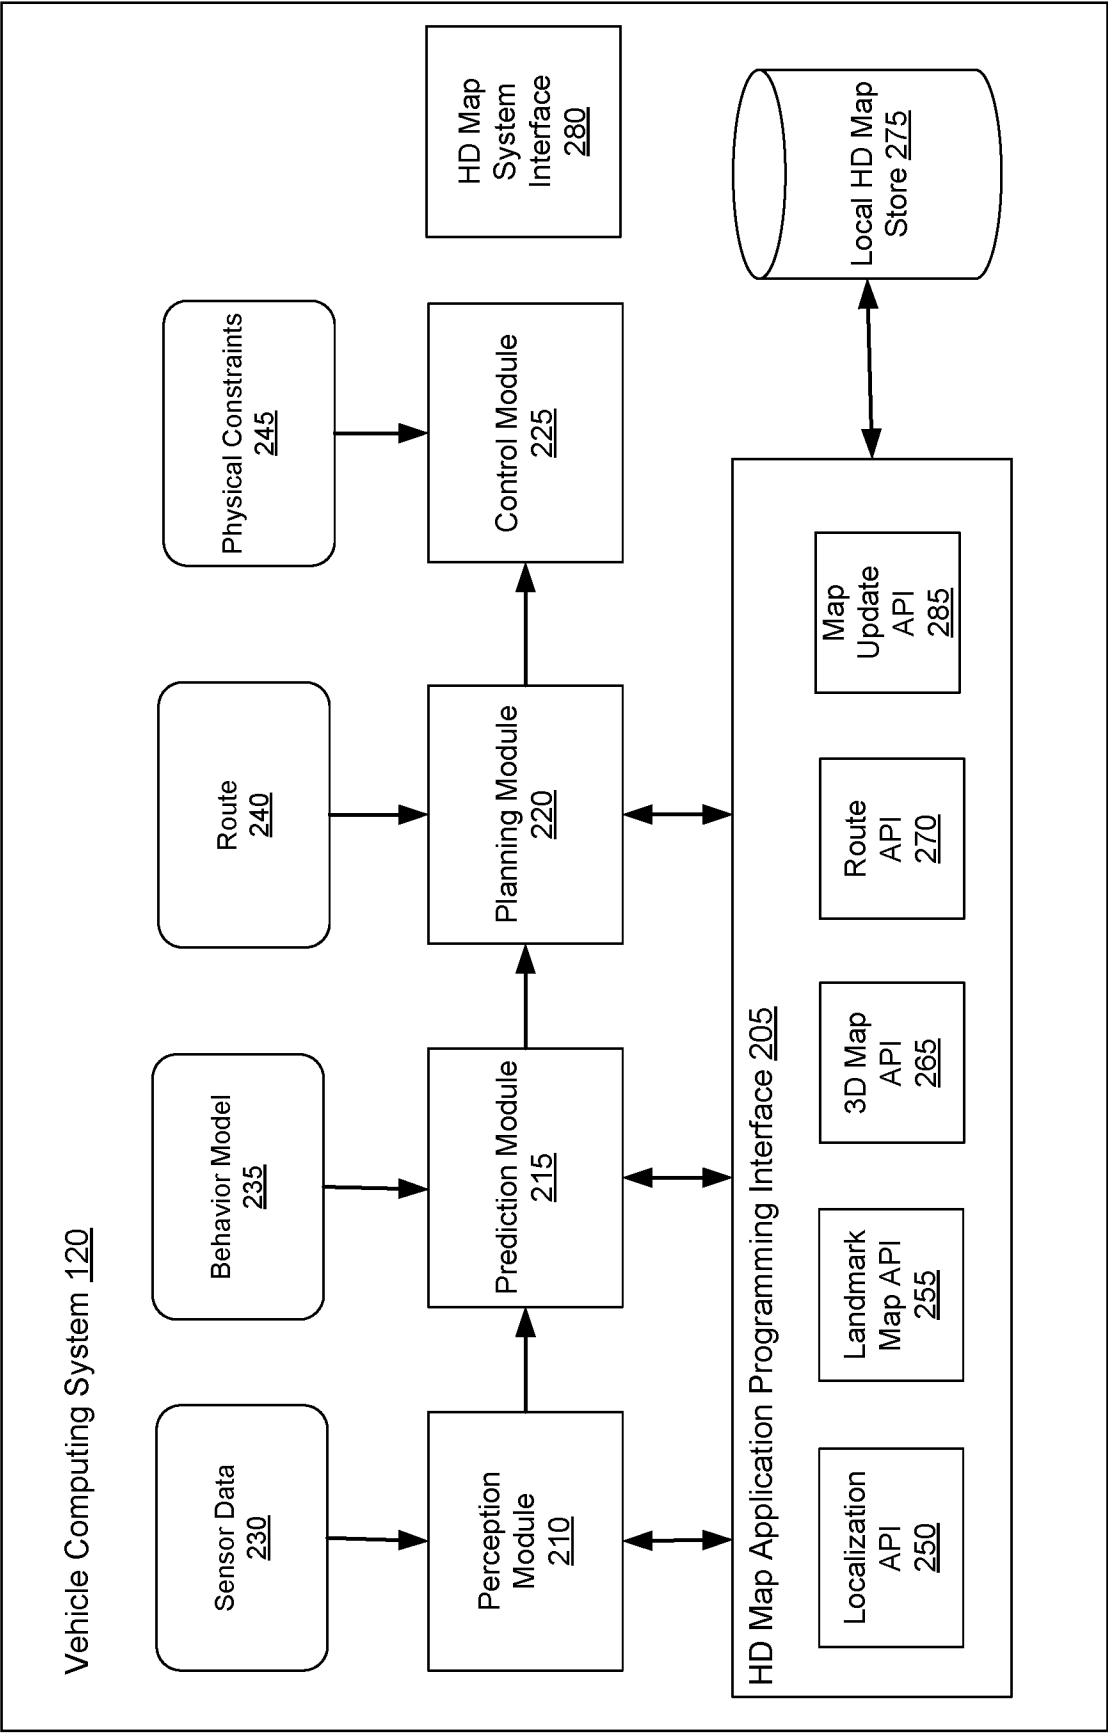 Vehicle Computing System 120
Sensor Data
230
Behavior Model
235
Route
240
Physical Constraints
245
Perception
Module
210
Prediction Module
215
Planning Module
220
Control Module
225
HD Map
System
Interface
280
HD Map Application Programming Interface 205
Localization
API
250
Landmark
Map API
255
3D Map
API
265
Route
API
270
Map
Update
API
285
Local HD Map
Store 275